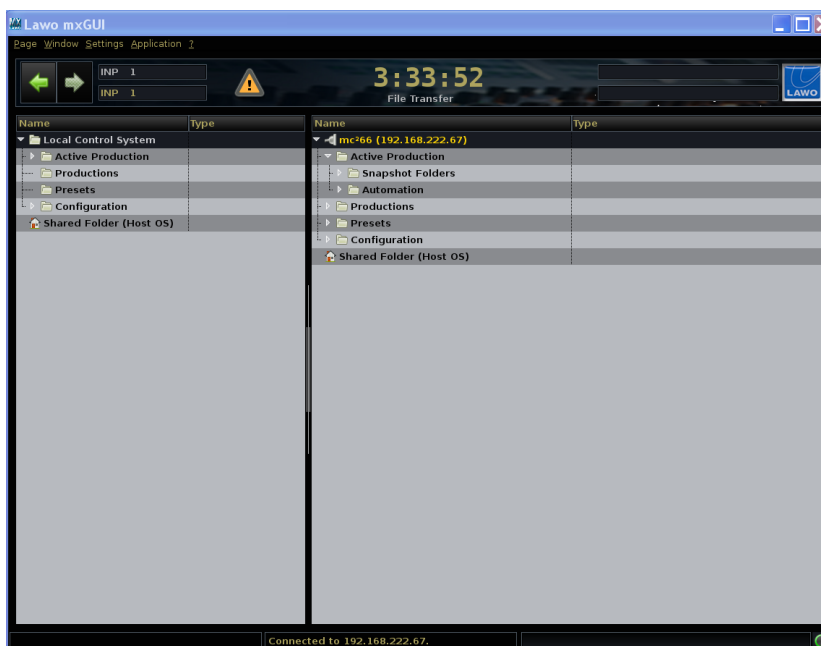 Lawo mxGUI
Page Window Settings Application ?
INP 1
INP 1
3:33:52
File Transfer
LAWO
Name Type
Local Control System
Active Production
Productions
Presets
Configuration
Shared Folder (Host OS)
Name Type
mc²66 (192.168.222.67)
Active Production
Snapshot Folders
Automation
Productions
Presets
Configuration
Shared Folder (Host OS)
Connected to 192.168.222.67.